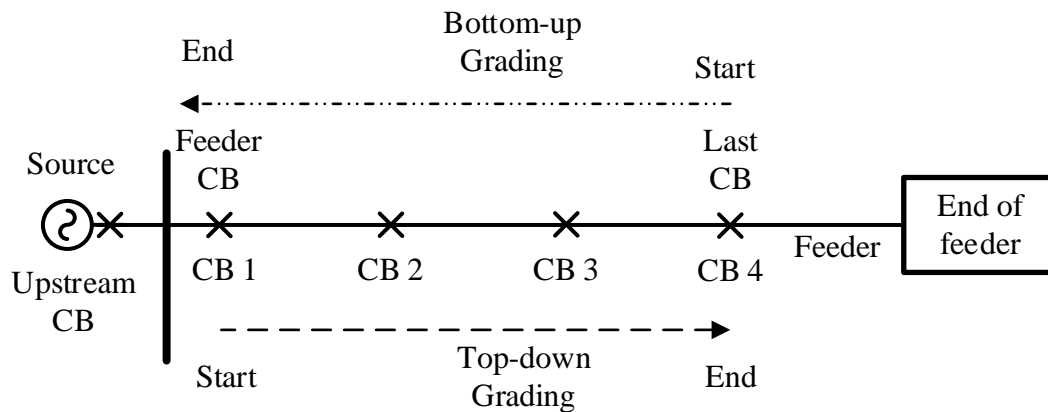 Bottom-up
Grading
End
Start
Feeder
CB
Last
CB
Source
End of
feeder
Feeder
CB 1
CB 2
CB 3
CB 4
Upstream
CB
Top-down
Grading
Start
End